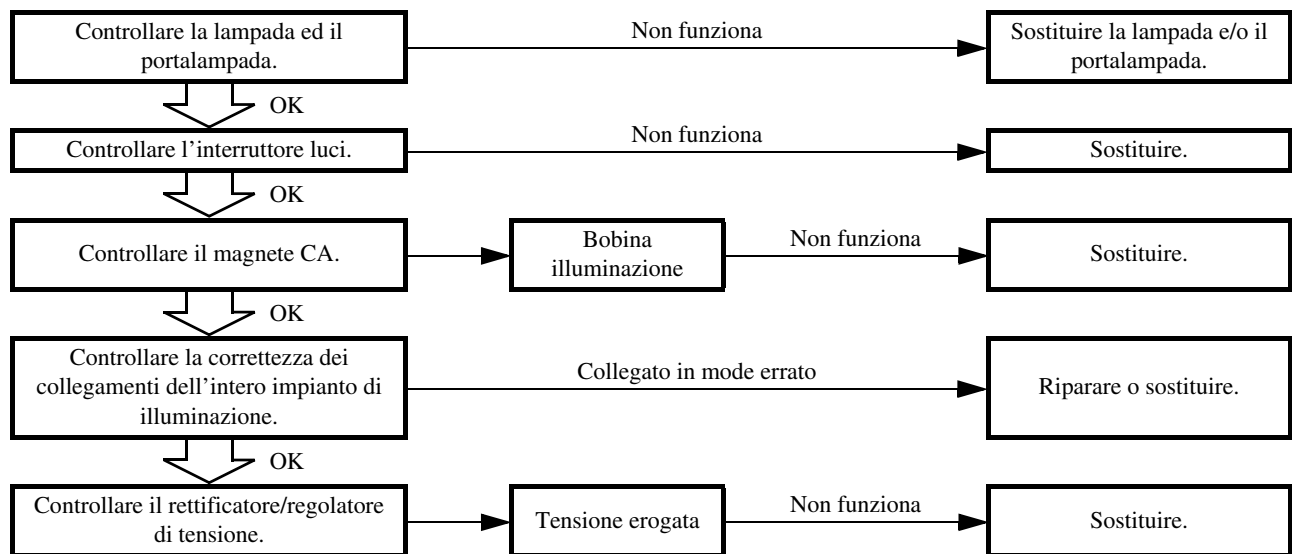 Controllare la lampada ed il
portalampada.
Non funziona
Sostituire la lampada e/o il
portalampada.
OK
Controllare l’interruttore luci.
Non funziona
Sostituire.
OK
Controllare il magnete CA.
Bobina
illuminazione
Non funziona
Sostituire.
OK
Controllare la correttezza dei
collegamenti dell’intero impianto di
illuminazione.
Collegato in mode errato
Riparare o sostituire.
OK
Controllare il rettificatore/regolatore
di tensione.
Tensione erogata
Non funziona
Sostituire.